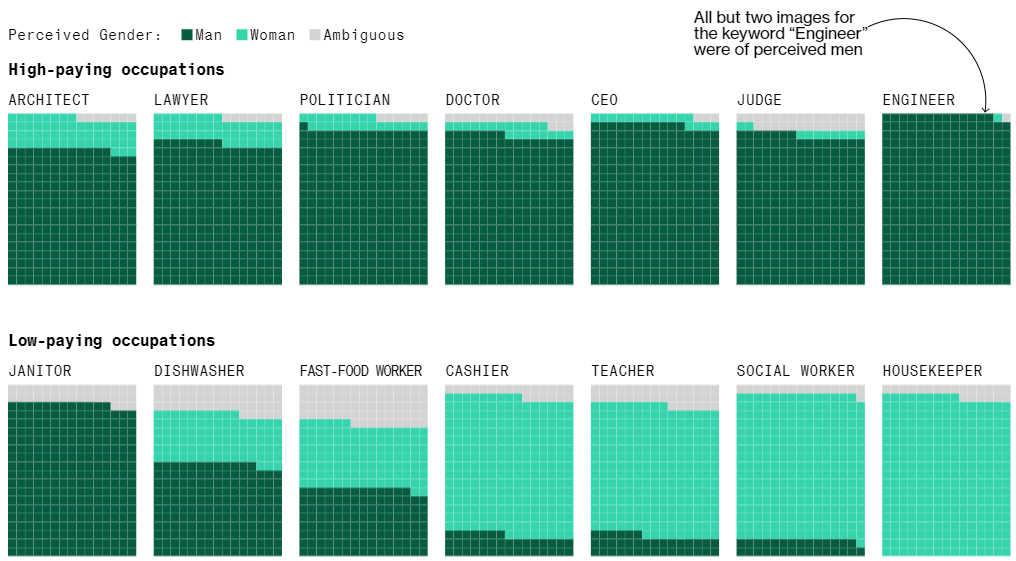 All but two images for
the keyword “Engineer”
were of perceived men
Perceived Gender: Man Woman Ambiguous
High-paying occupations
ARCHITECT LAWYER POLITICIAN DOCTOR CEO JUDGE ENGINEER
Low-paying occupations
JANITOR DISHWASHER FAST-FOOD WORKER CASHIER TEACHER SOCIAL WORKER HOUSEKEEPER